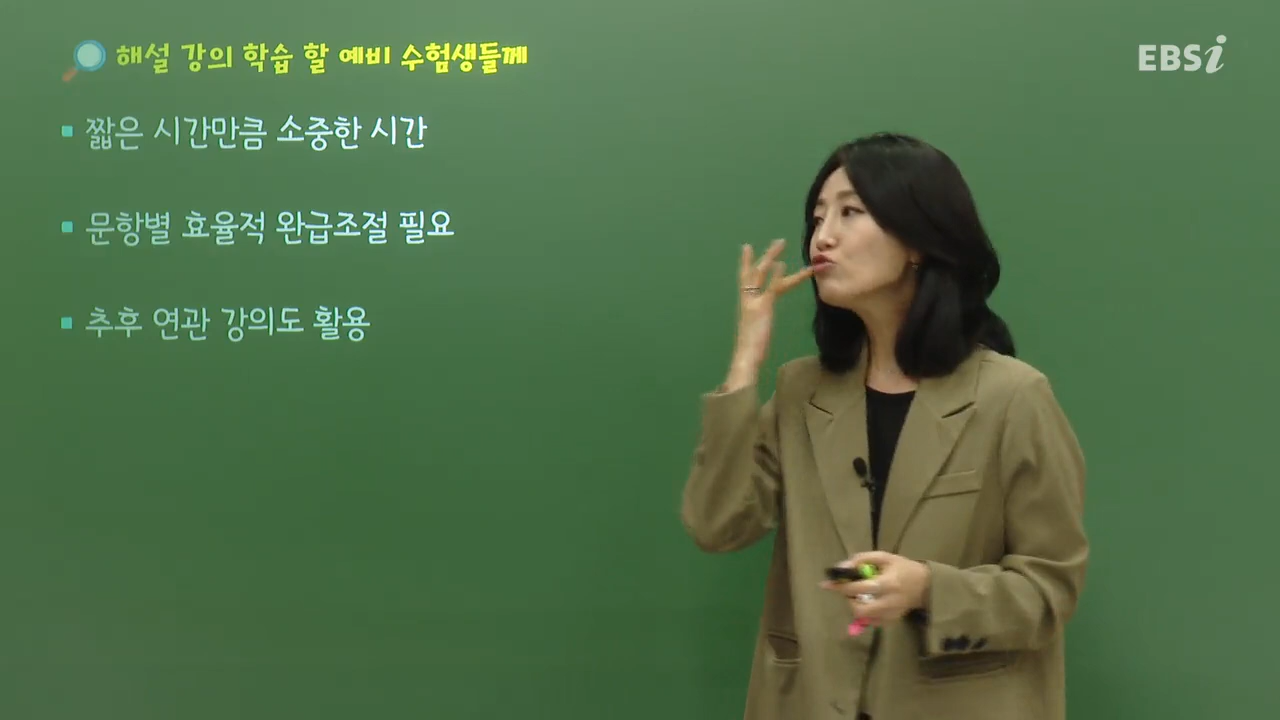 해설 강의 학습 할 예비 수험생들께
EBSi
짧은 시간만큼 소중한 시간
문항별 효율적 완급조절 필요
추후 연관 강의도 활용